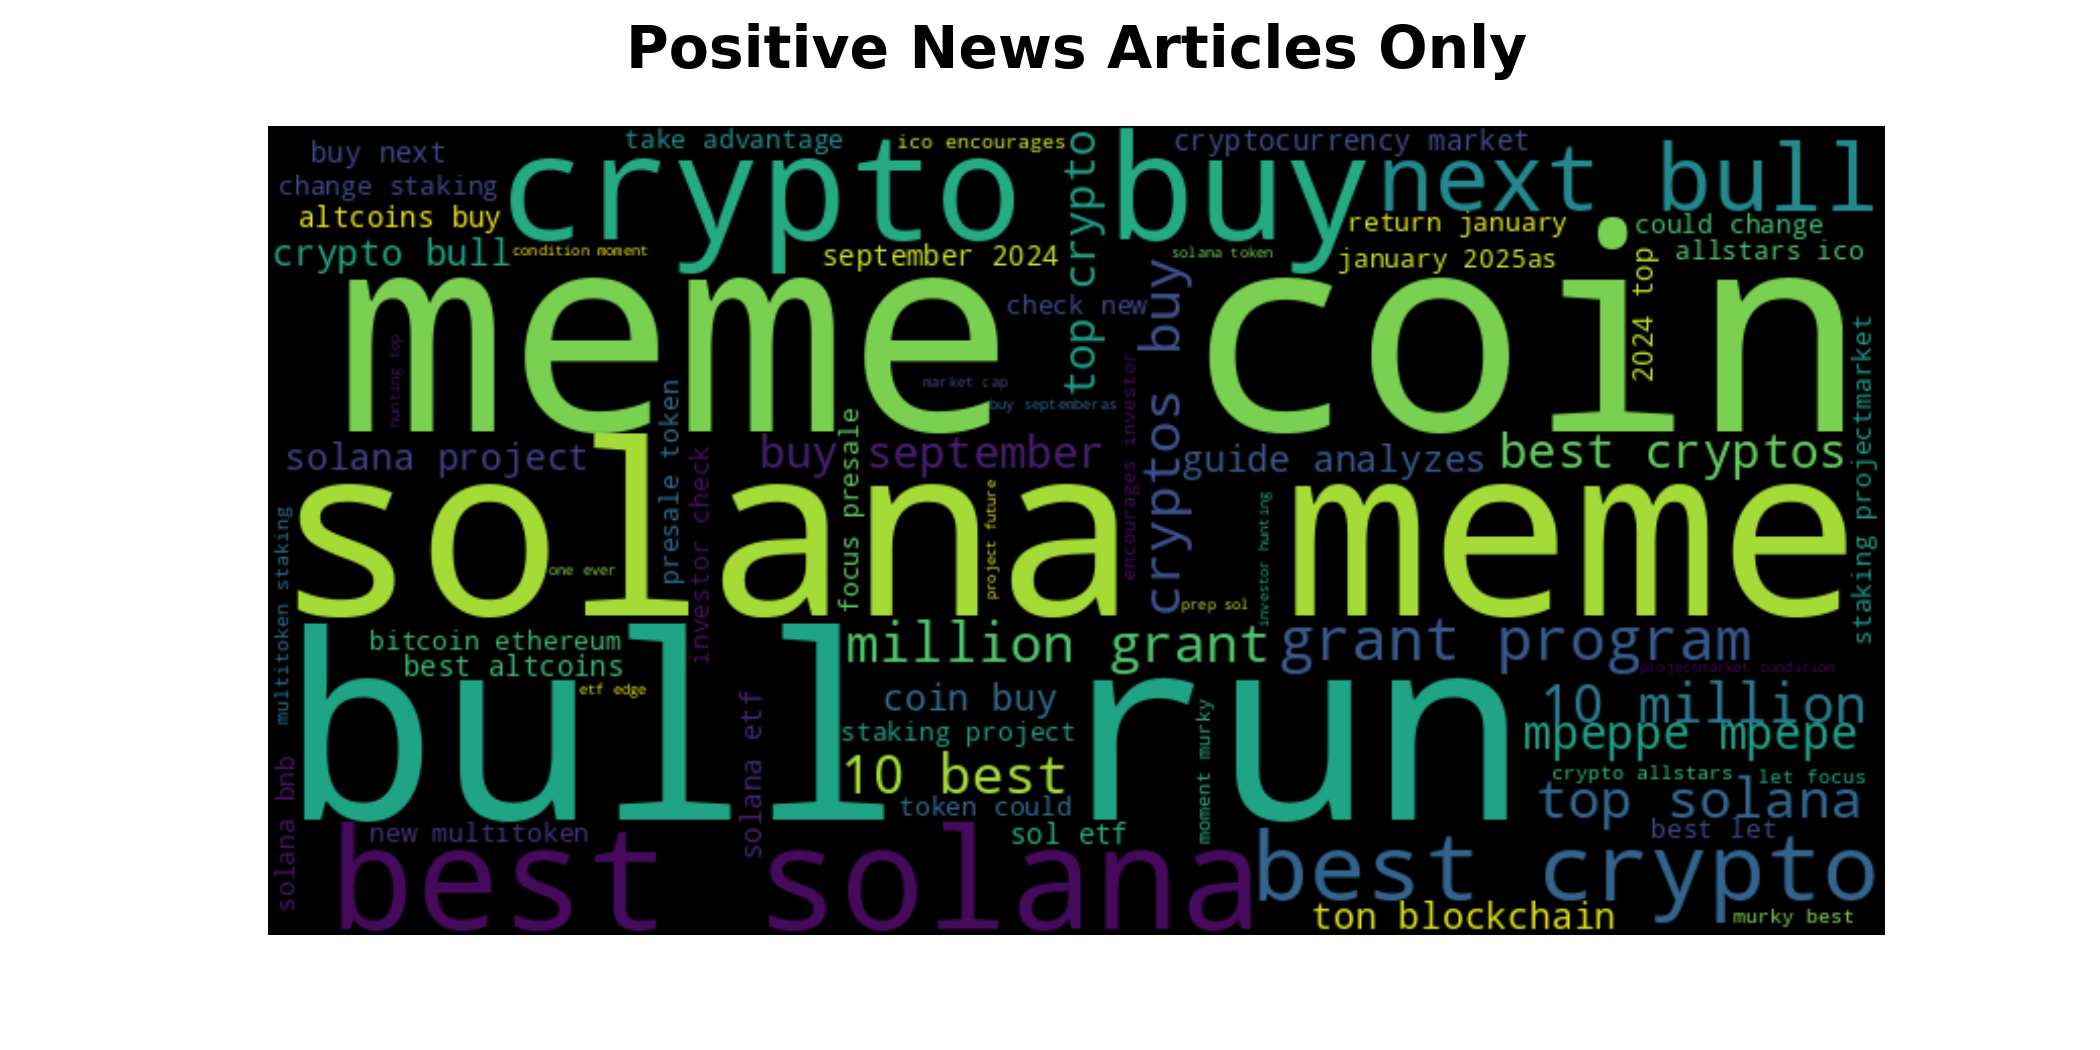 Positive News Articles Only
take advantage
ico encourages
cryptocurrency market
buy next
crypto buy
next bull
change staking
altcoins buy
return january
could change
crypto bull
condition moment
september 2024
top crypto
solana token
january 2025as
allstars ico
meme coin
check new
cryptos buy
2024 top
hunting top
market cap
buy septemberas
encourages investor
staking projectmarket
solana project
presale token
investor check
buy september
focus presale
guide analyzes
best cryptos
solana meme
one ever
project future
prep sol
investor hunting
multitoken staking
bitcoin ethereum
best altcoins
million grant
grant program
projectmarket condition
bull run
etf edge
coin buy
10 million
staking project
mpeppe mpepe
solana etf
10 best
moment murky
crypto allstars
let focus
solana bnb
token could
top solana
new multitoken
sol etf
best let
best solana
best crypto
ton blockchain
murky best